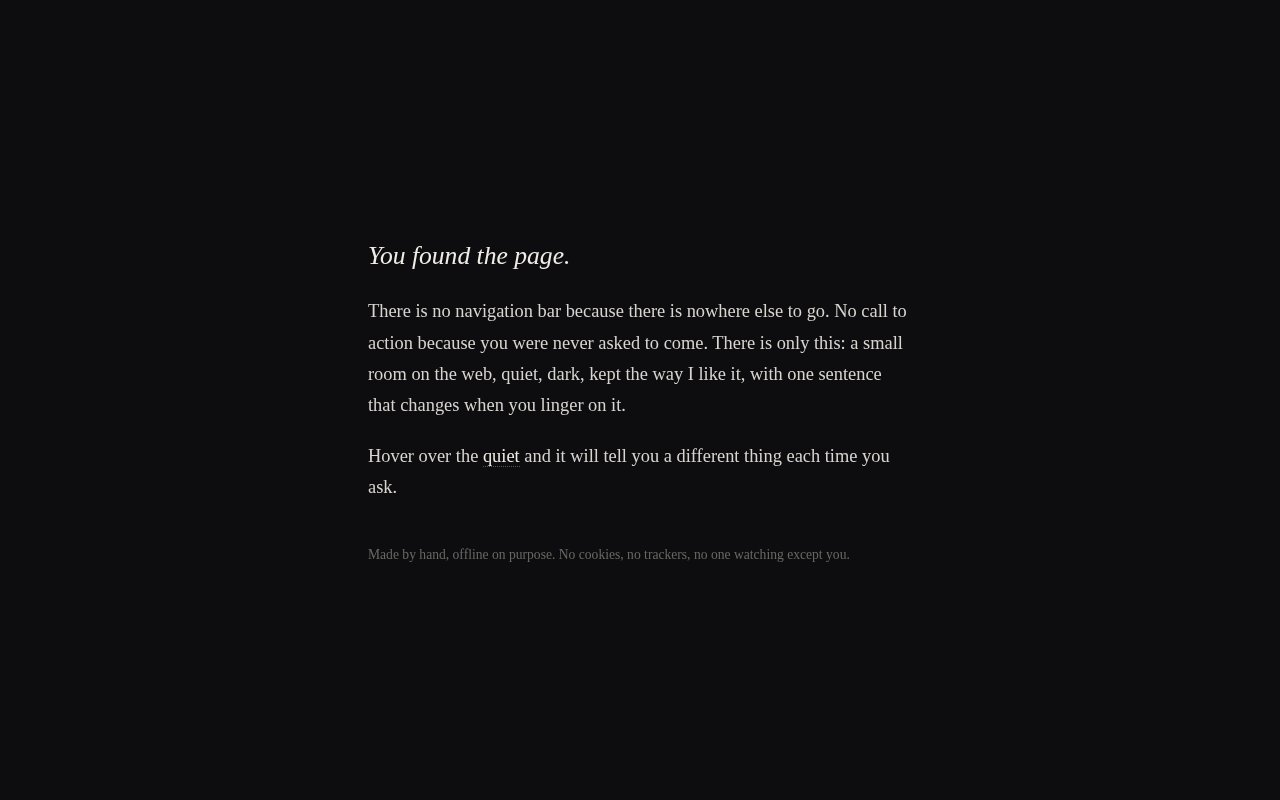 You found the page.
There is no navigation bar because there is nowhere else to go. No call to
action because you were never asked to come. There is only this: a small
room on the web, quiet, dark, kept the way I like it, with one sentence
that changes when you linger on it.
Hover over the quiet and it will tell you a different thing each time you
ask.
Made by hand, offline on purpose. No cookies, no trackers, no one watching except you.